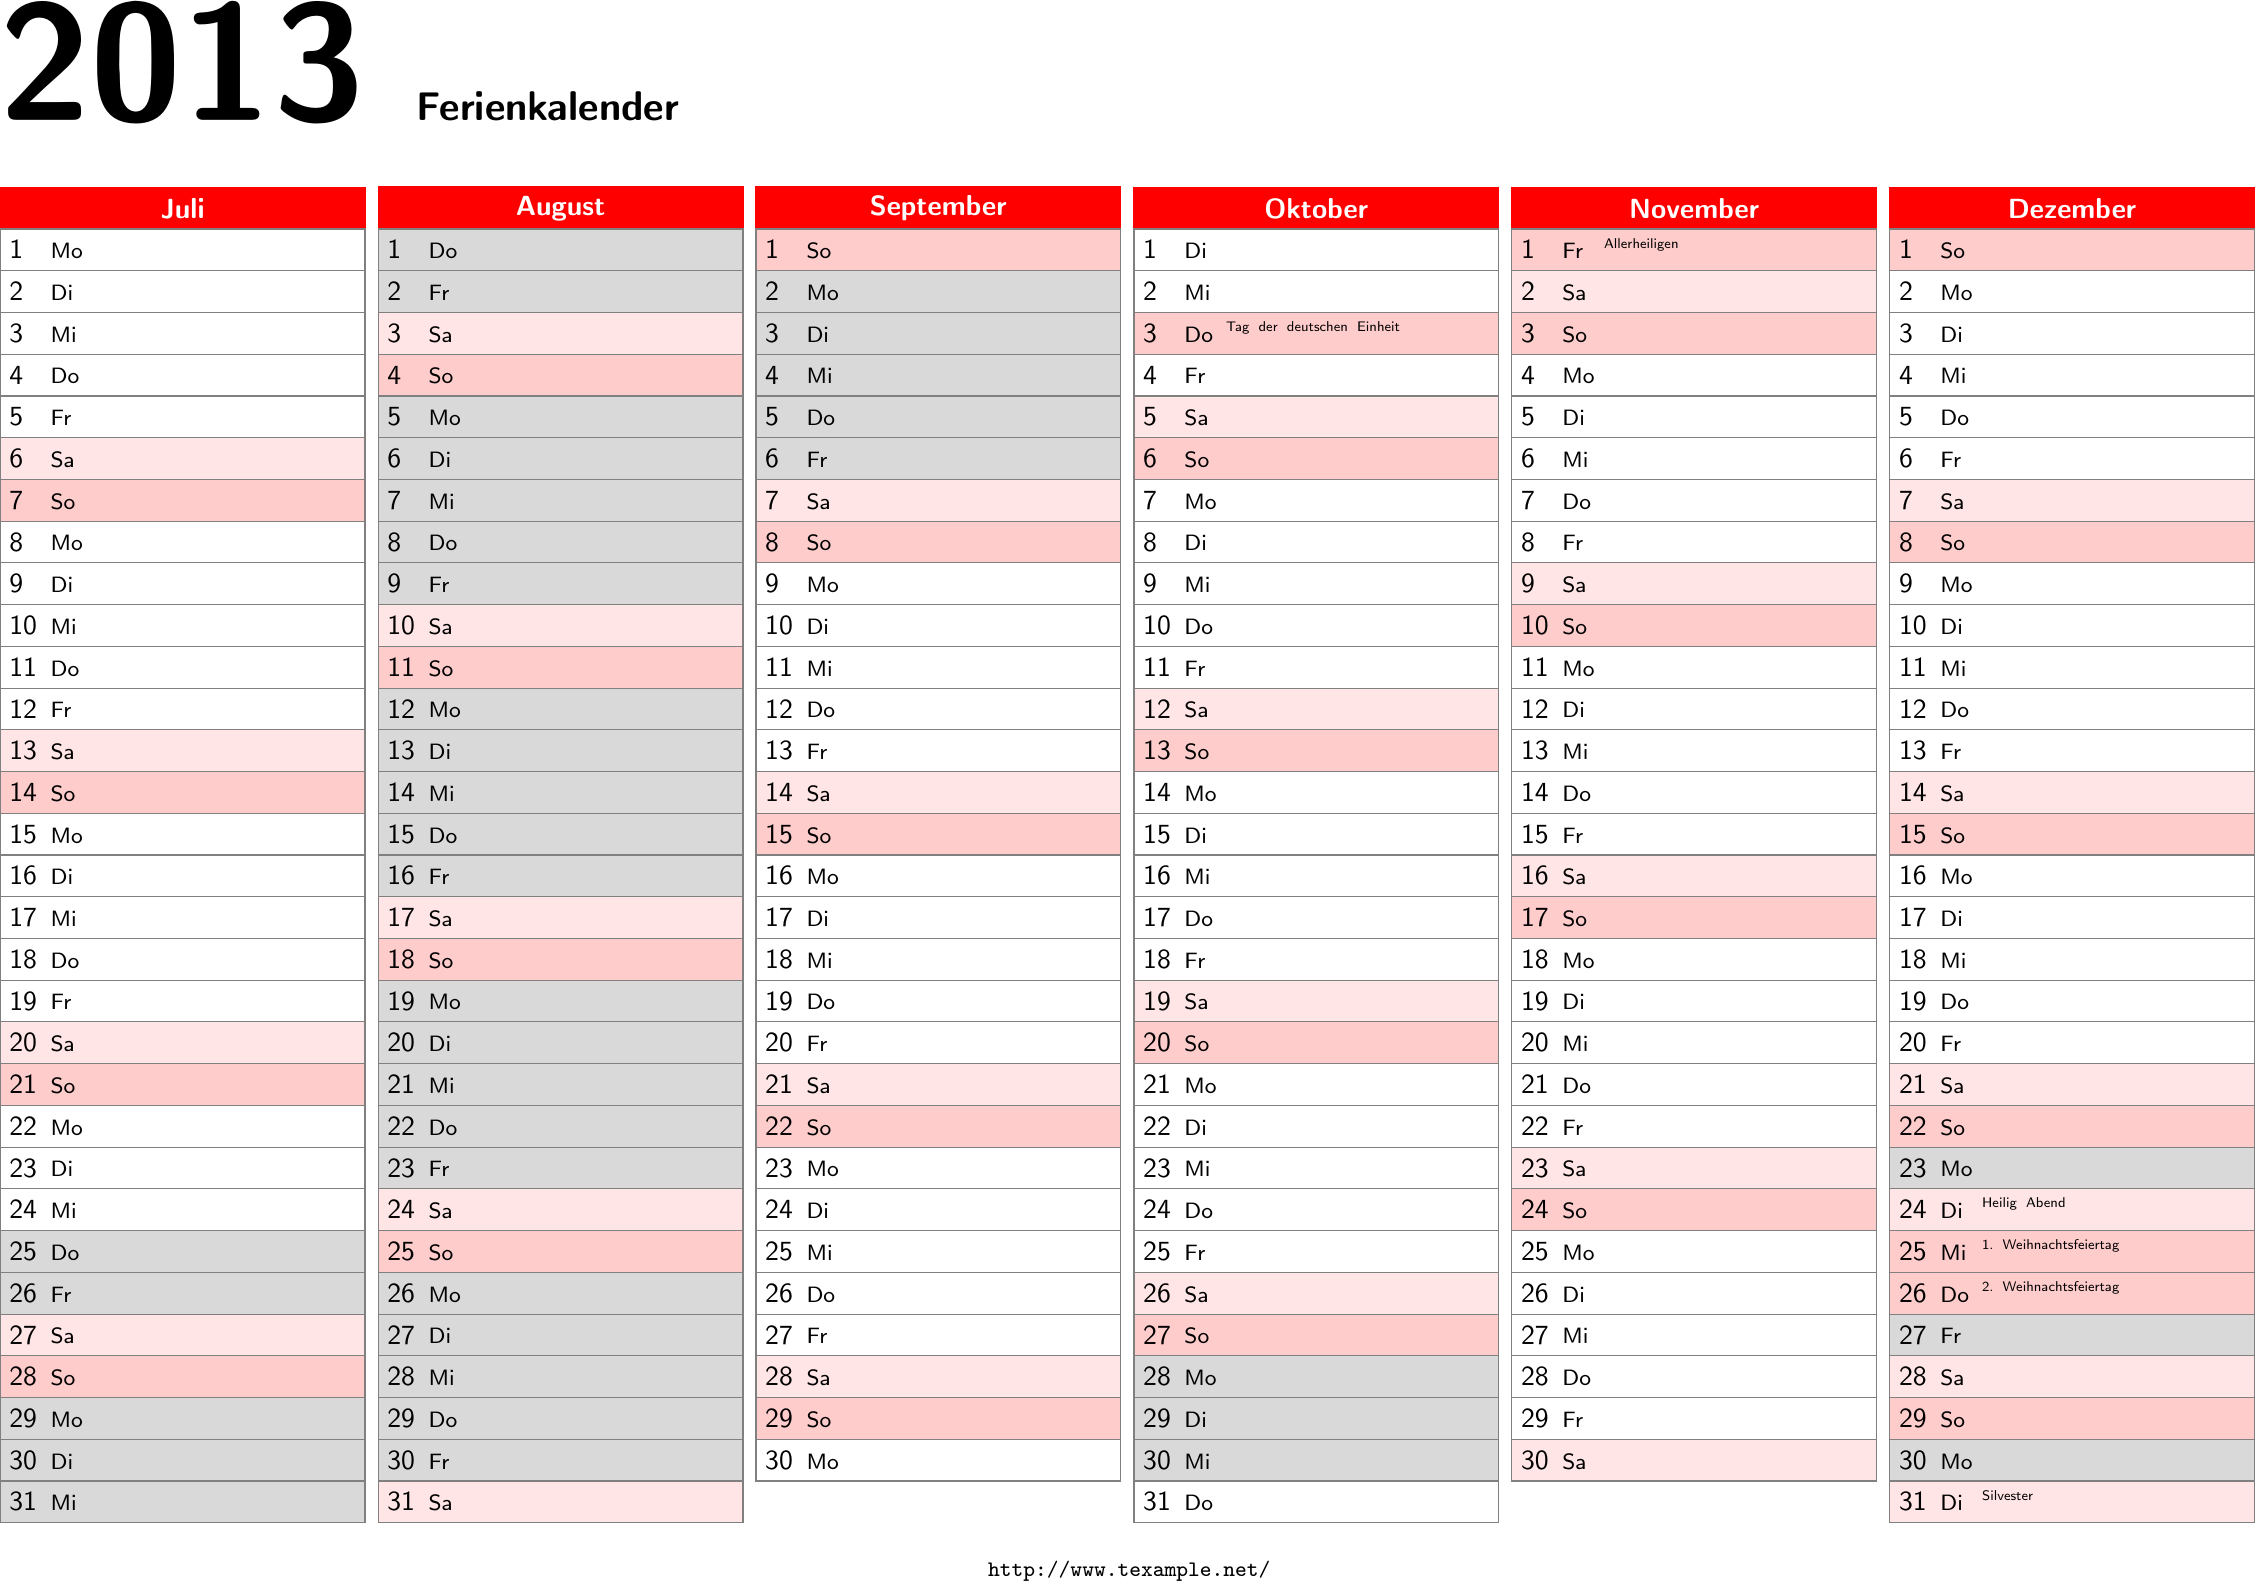 2013 Ferienkalender
Juli August September Oktober November Dezember
1 Mo 1 Do 1 So 1 Di 1 Fr Allerheiligen 1 So
2 Di 2 Fr 2 Mo 2 Mi 2 Sa 2 Mo
3 Mi 3 Sa 3 Di 3 Do Tag der deutschen Einheit 3 So 3 Di
4 Do 4 So 4 Mi 4 Fr 4 Mo 4 Mi
5 Fr 5 Mo 5 Do 5 Sa 5 Di 5 Do
6 Sa 6 Di 6 Fr 6 So 6 Mi 6 Fr
7 So 7 Mi 7 Sa 7 Mo 7 Do 7 Sa
8 Mo 8 Do 8 So 8 Di 8 Fr 8 So
9 Di 9 Fr 9 Mo 9 Mi 9 Sa 9 Mo
10 Mi 10 Sa 10 Di 10 Do 10 So 10 Di
11 Do 11 So 11 Mi 11 Fr 11 Mo 11 Mi
12 Fr 12 Mo 12 Do 12 Sa 12 Di 12 Do
13 Sa 13 Di 13 Fr 13 So 13 Mi 13 Fr
14 So 14 Mi 14 Sa 14 Mo 14 Do 14 Sa
15 Mo 15 Do 15 So 15 Di 15 Fr 15 So
16 Di 16 Fr 16 Mo 16 Mi 16 Sa 16 Mo
17 Mi 17 Sa 17 Di 17 Do 17 So 17 Di
18 Do 18 So 18 Mi 18 Fr 18 Mo 18 Mi
19 Fr 19 Mo 19 Do 19 Sa 19 Di 19 Do
20 Sa 20 Di 20 Fr 20 So 20 Mi 20 Fr
21 So 21 Mi 21 Sa 21 Mo 21 Do 21 Sa
22 Mo 22 Do 22 So 22 Di 22 Fr 22 So
23 Di 23 Fr 23 Mo 23 Mi 23 Sa 23 Mo
24 Mi 24 Sa 24 Di 24 Do 24 So 24 Di Heilig Abend
25 Do 25 So 25 Mi 25 Fr 25 Mo 25 Mi 1. Weihnachtsfeiertag
26 Fr 26 Mo 26 Do 26 Sa 26 Di 26 Do 2. Weihnachtsfeiertag
27 Sa 27 Di 27 Fr 27 So 27 Mi 27 Fr
28 So 28 Mi 28 Sa 28 Mo 28 Do 28 Sa
29 Mo 29 Do 29 So 29 Di 29 Fr 29 So
30 Di 30 Fr 30 Mo 30 Mi 30 Sa 30 Mo
31 Mi 31 Sa 31 Do 31 Di Silvester
http://www.texample.net/